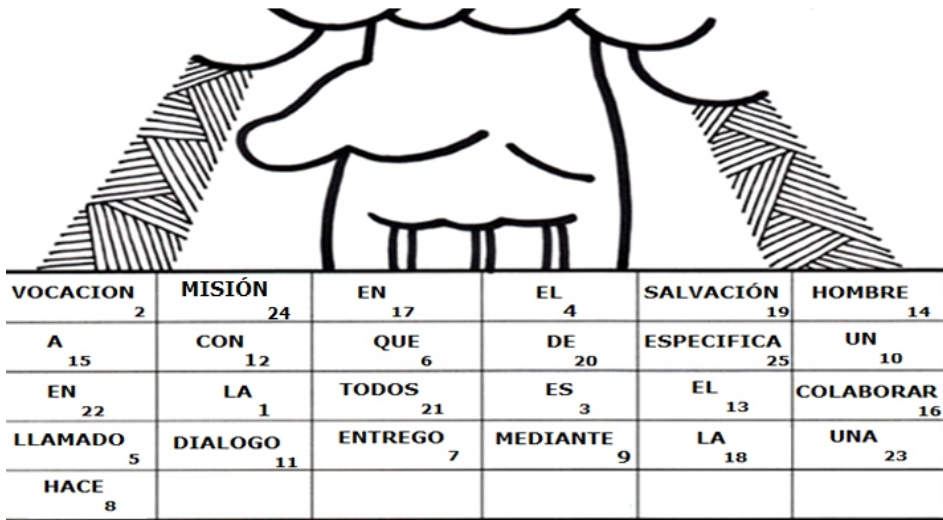 VOCACION 2 MISIÓN 24 EN 17 EL 4 SALVACIÓN 19 HOMBRE 14
A 15 CON 12 QUE 6 DE 20 ESPECIFICA 25 UN 10
EN 22 LA 1 TODOS 21 ES 3 EL 13 COLABORAR 16
LLAMADO 5 DIALOGO 11 ENTREGO 7 MEDIANTE 9 LA 18 UNA 23
HACE 8